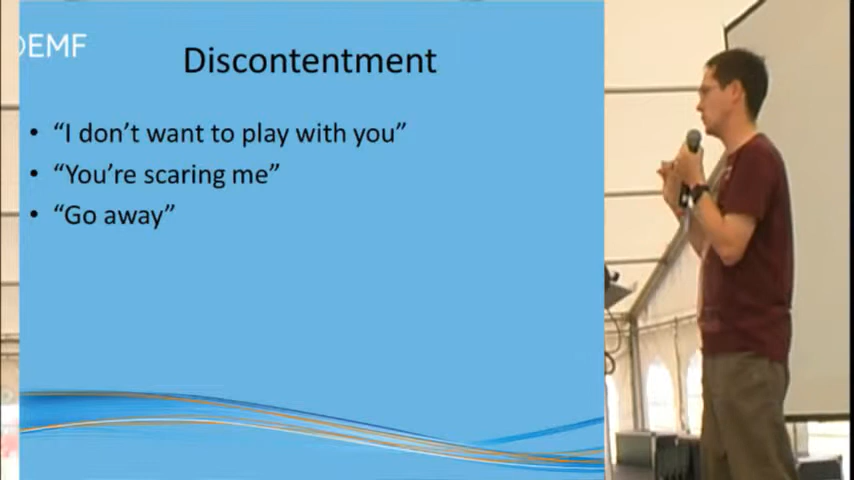 EMF
Discontentment
• “I don’t want to play with you”
• “You’re scaring me”
• “Go away”